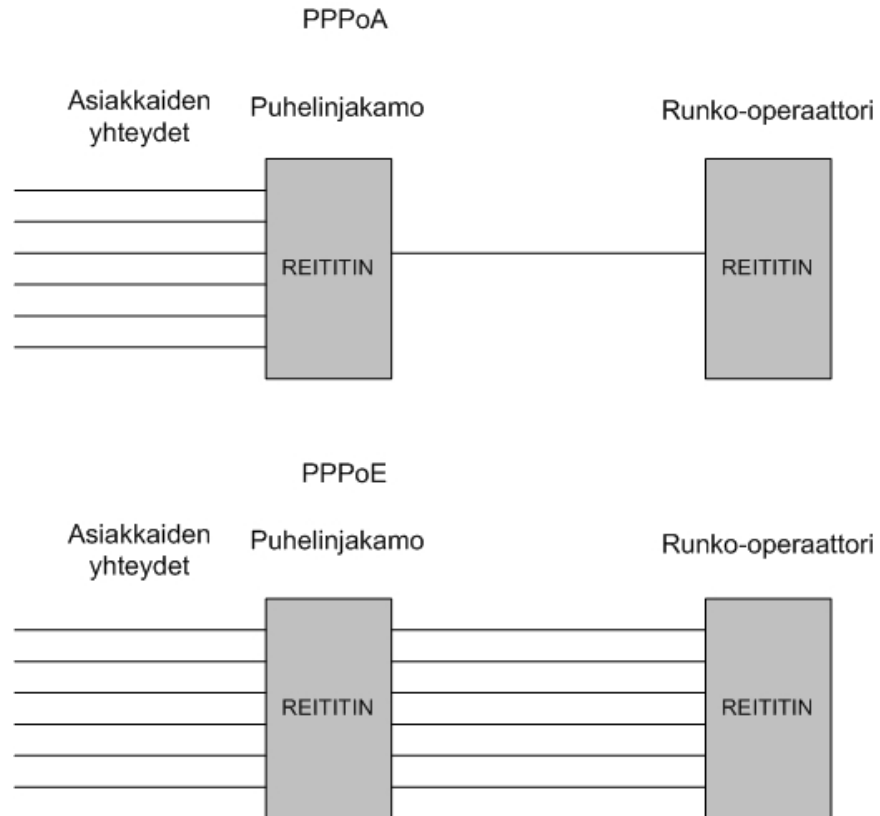 PPPoA
Asiakkaiden
yhteydet
Puhelinjakamo
Runko-operaattori
REITITIN
REITITIN
PPPoE
Asiakkaiden
yhteydet
Puhelinjakamo
Runko-operaattori
REITITIN
REITITIN